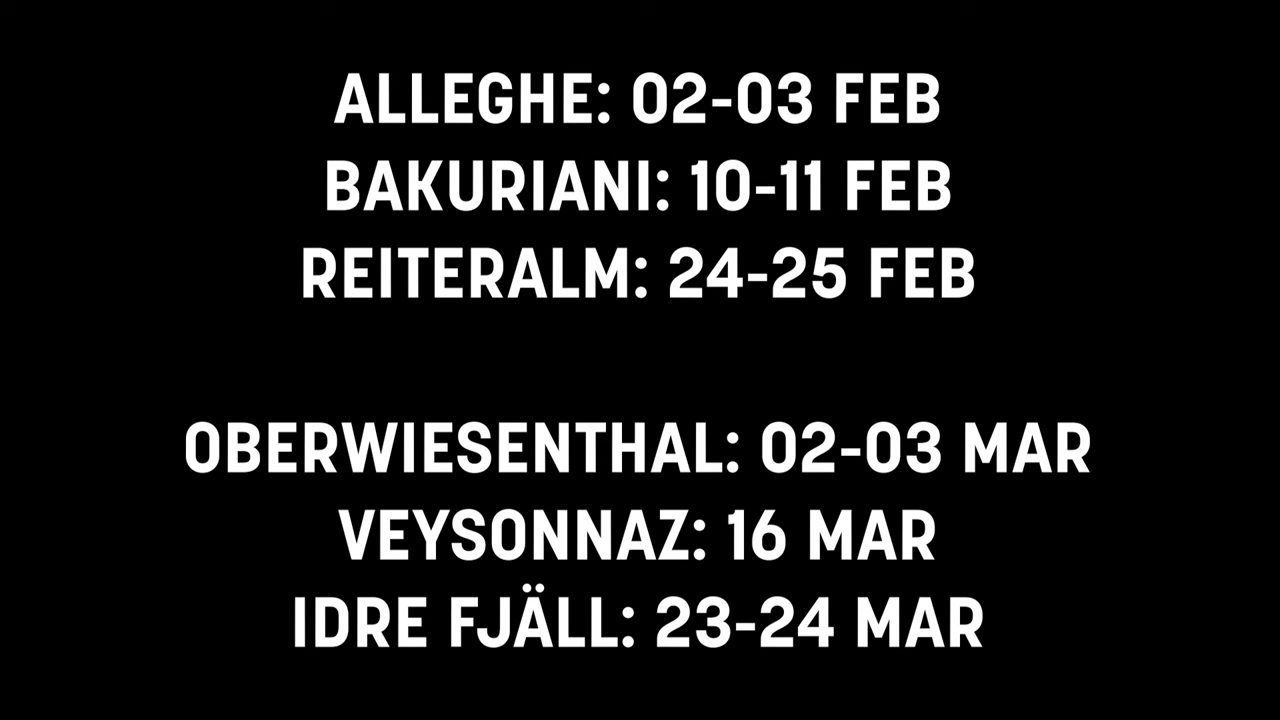 ALLEGHE: 02-03 FEB
BAKURIANI: 10-11 FEB
REITERALM: 24-25 FEB
OBERWIESENTHAL: 02-03 MAR
VEYSONNAZ: 16 MAR
IDRE FJÄLL: 23-24 MAR